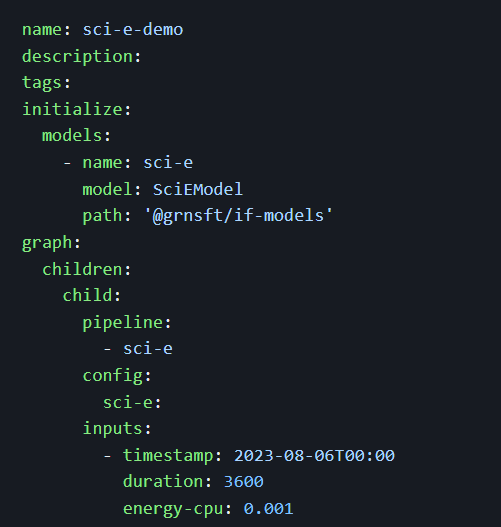 name: sci-e-demo
description:
tags:
initialize:
  models:
    - name: sci-e
      model: SciEModel
      path: '@grnsft/if-models'
graph:
  children:
    child:
      pipeline:
        - sci-e
      config:
        sci-e:
      inputs:
        - timestamp: 2023-08-06T00:00
          duration: 3600
          energy-cpu: 0.001